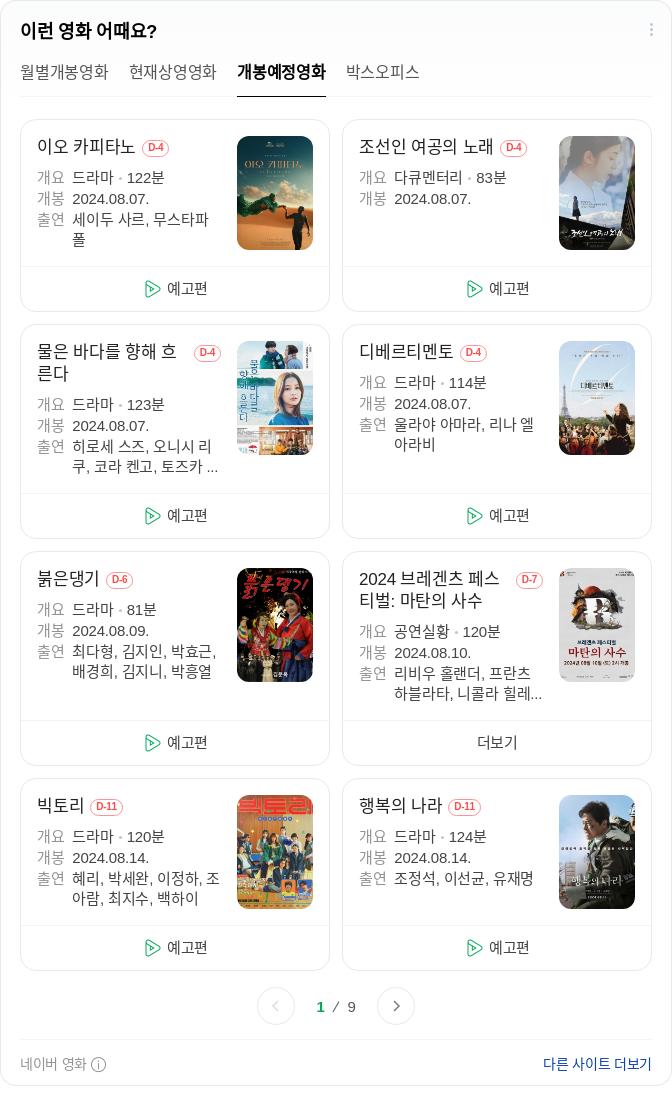 이런 영화 어때요?
월별개봉영화 현재상영영화 개봉예정영화 박스오피스
이오 카피타노 D-4
개요 드라마 122분
개봉 2024.08.07.
출연 세이두 사르, 무스타파
폴
예고편
조선인 여공의 노래 D-4
개요 다큐멘터리 83분
개봉 2024.08.07.
예고편
물은 바다를 향해 흐 D-4
른다
개요 드라마 123분
개봉 2024.08.07.
출연 히로세 스즈, 오니시 리
쿠, 코라 켄고, 토즈카 ...
예고편
디베르티멘토 D-4
개요 드라마 114분
개봉 2024.08.07.
출연 울라야 아마라, 리나 엘
아라비
예고편
붉은댕기 D-6
개요 드라마 81분
개봉 2024.08.09.
출연 최다형, 김지인, 박효근,
배경희, 김지니, 박흥열
예고편
2024 브레겐츠 페스 D-7
티벌: 마탄의 사수
개요 공연실황 120분
개봉 2024.08.10.
출연 리비우 홀랜더, 프란츠
하블라타, 니콜라 힐레...
더보기
빅토리 D-11
개요 드라마 120분
개봉 2024.08.14.
출연 혜리, 박세완, 이정하, 조
아람, 최지수, 백하이
예고편
행복의 나라 D-11
개요 드라마 124분
개봉 2024.08.14.
출연 조정석, 이선균, 유재명
예고편
1 / 9
네이버 영화
다른 사이트 더보기